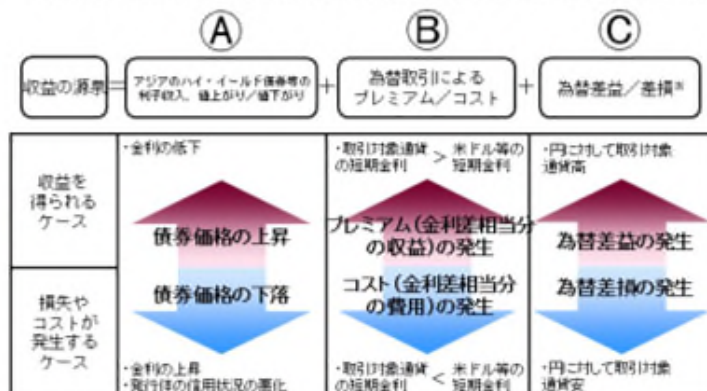 A
B
C
収益の源泉
=
アジアのハイ・イールド債券等の
利子収入、値上がり/値下がり
+
為替取引による
プレミアム/コスト
+
為替差益/差損※
収益を
得られる
ケース
・金利の低下
債券価格の上昇
・取引対象通貨
の短期金利
>
米ドル等の
短期金利
プレミアム(金利差相当分
の収益)の発生
・円に対して取引対象
通貨高
為替差益の発生
損失や
コストが
発生する
ケース
債券価格の下落
・金利の上昇
・発行体の信用状況の悪化
コスト(金利差相当分
の費用)の発生
・取引対象通貨
の短期金利
<
米ドル等の
短期金利
為替差損の発生
・円に対して取引対象
通貨安